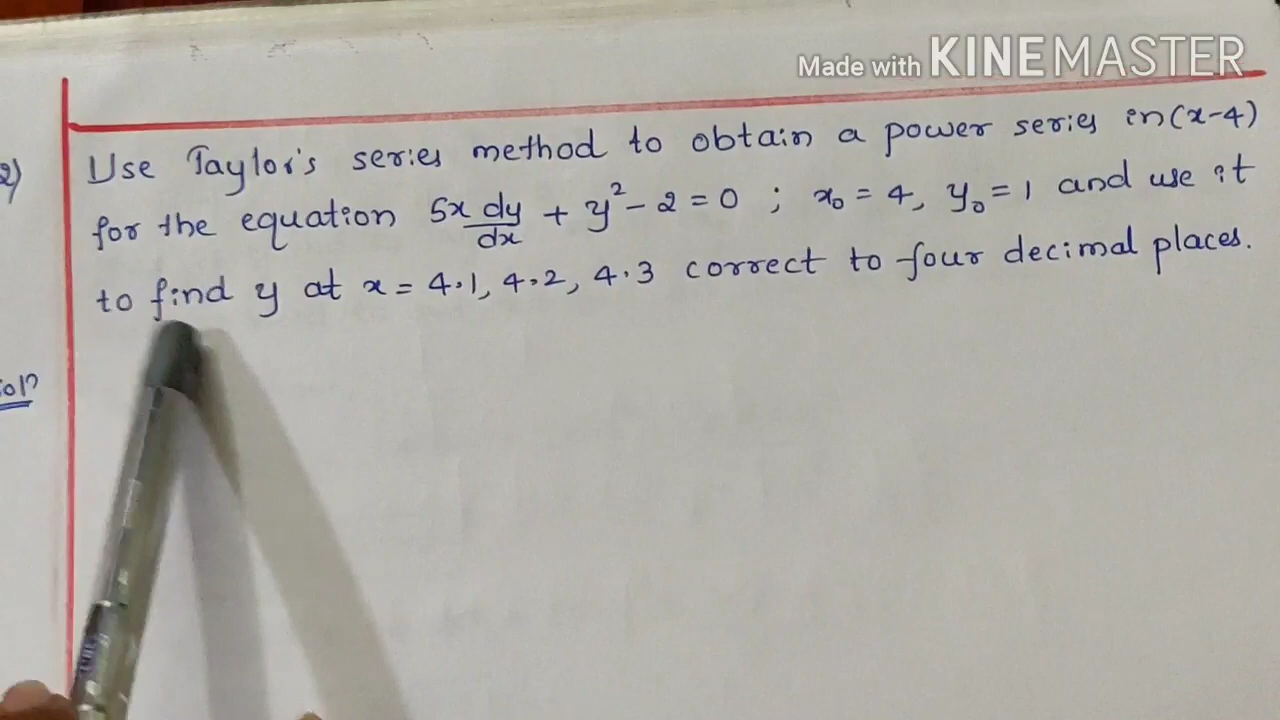 Made with KINEMASTER
2) Use Taylor's series method to obtain a power series in (x-4)
for the equation 5x dy/dx + y² - 2 = 0 ; x₀ = 4, y₀ = 1 and use it
to find y at x = 4.1, 4.2, 4.3 correct to four decimal places.